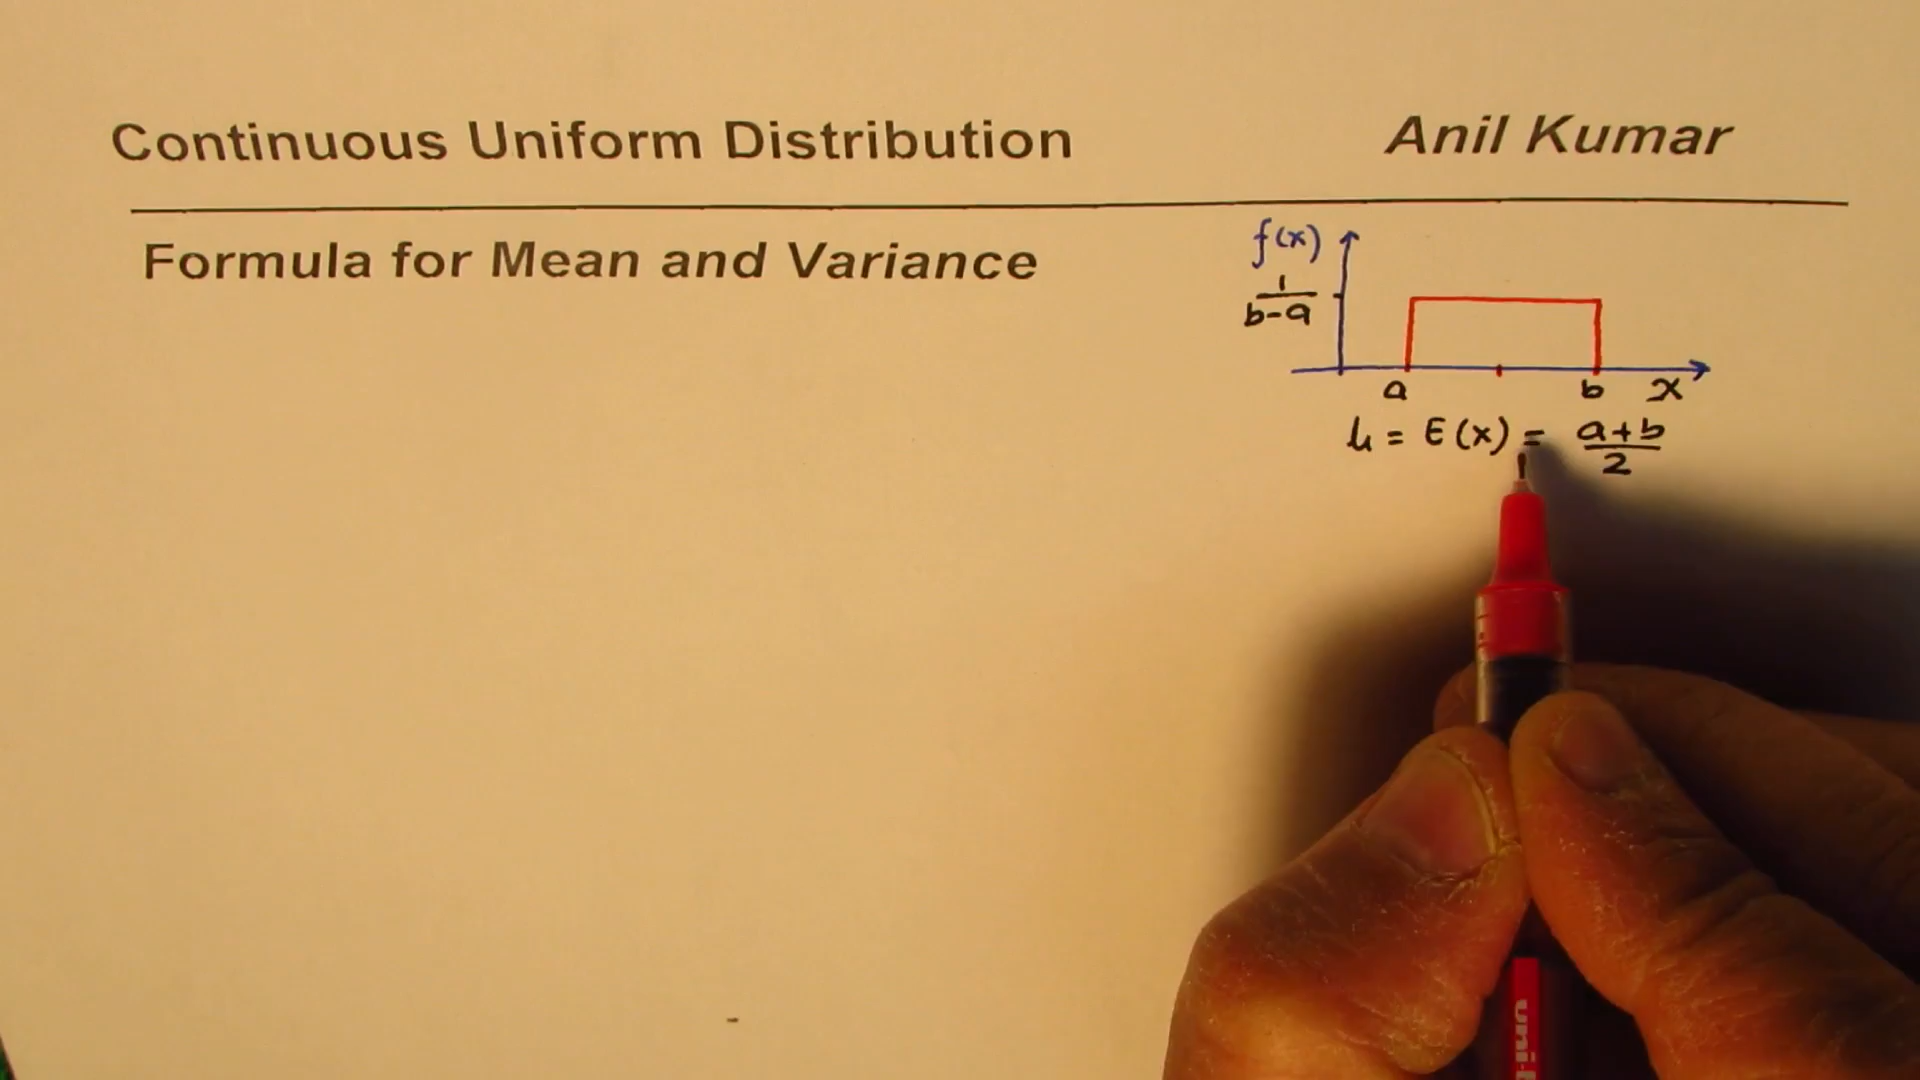 Continuous Uniform Distribution
Anil Kumar
Formula for Mean and Variance
f(x)
1
b-a
a b x
μ = E(x) = a+b
2
uni-